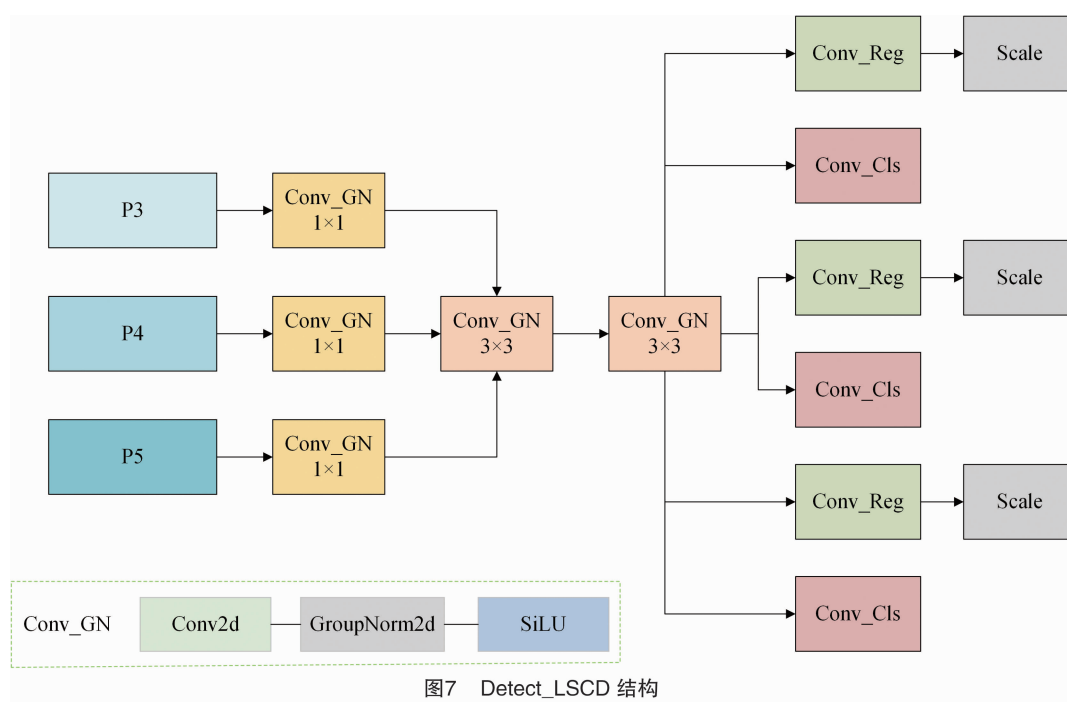 Conv_Reg
Scale
Conv_Cls
P3
Conv_GN
1×1
Conv_Reg
Scale
P4
Conv_GN
1×1
Conv_GN
3×3
Conv_GN
3×3
Conv_Cls
P5
Conv_GN
1×1
Conv_Reg
Scale
Conv_Cls
Conv_GN
Conv2d
GroupNorm2d
SiLU
图7 Detect_LSCD 结构